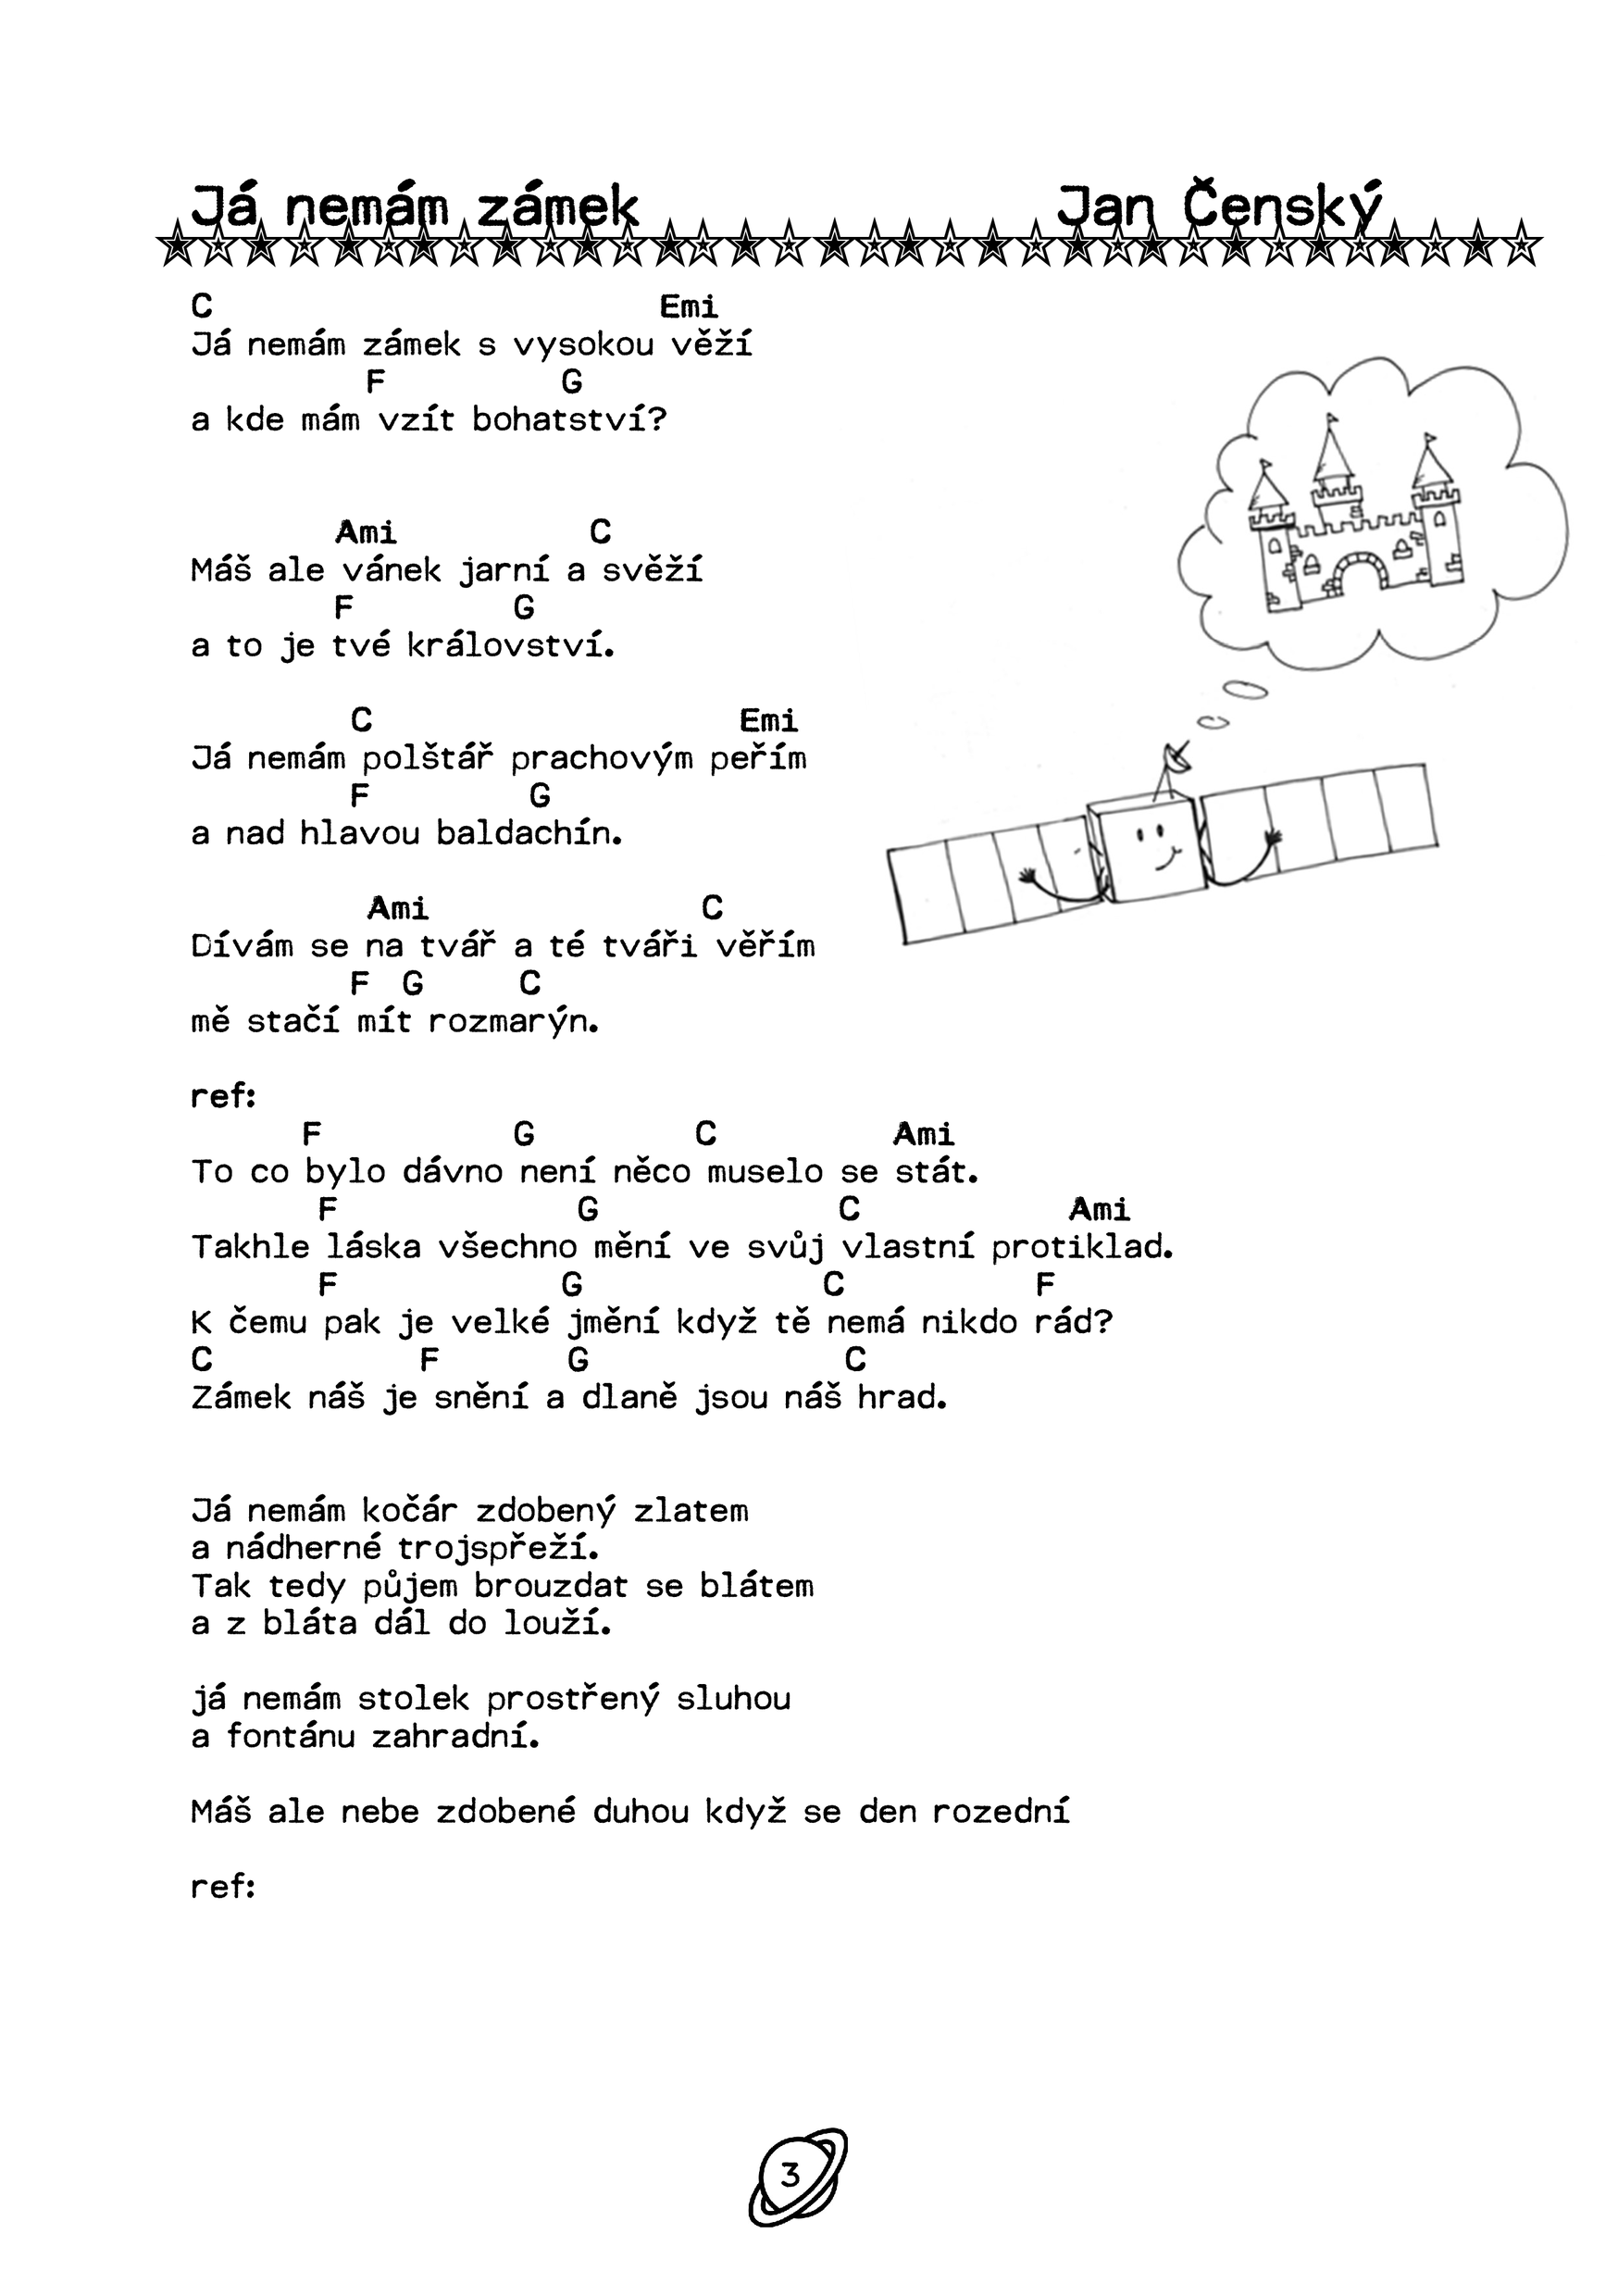 Já nemám zámek Jan Čenský
C Emi
Já nemám zámek s vysokou věží
F G
a kde mám vzít bohatství?
Ami C
Máš ale vánek jarní a svěží
F G
a to je tvé království.
C Emi
Já nemám polštář prachovým peřím
F G
a nad hlavou baldachín.
Ami C
Dívám se na tvář a té tváři věřím
F G C
mě stačí mít rozmarýn.
ref:
F G C Ami
To co bylo dávno není něco muselo se stát.
F G C Ami
Takhle láska všechno mění ve svůj vlastní protiklad.
F G C F
K čemu pak je velké jmění když tě nemá nikdo rád?
C F G C
Zámek náš je snění a dlaně jsou náš hrad.
Já nemám kočár zdobený zlatem
a nádherné trojspřeží.
Tak tedy půjem brouzdat se blátem
a z bláta dál do louží.
já nemám stolek prostřený sluhou
a fontánu zahradní.
Máš ale nebe zdobené duhou když se den rozední
ref:
3